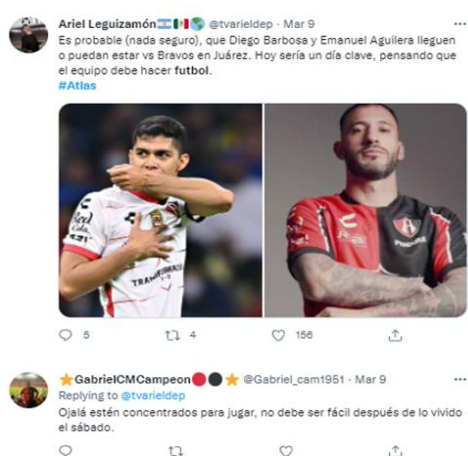 Ariel Leguizamón🇦🇷🇲🇽🌎 @tvarieldep · Mar 9
Es probable (nada seguro), que Diego Barbosa y Emanuel Aguilera lleguen
o puedan estar vs Bravos en Juárez. Hoy sería un día clave, pensando que
el equipo debe hacer futbol.
#Atlas
Red
Cola
5 4 156
⭐GabrielCMCampeon🔴⚫⭐ @Gabriel_cam1951 · Mar 9
Replying to @tvarieldep
Ojalá estén concentrados para jugar, no debe ser fácil después de lo vivido
el sábado.